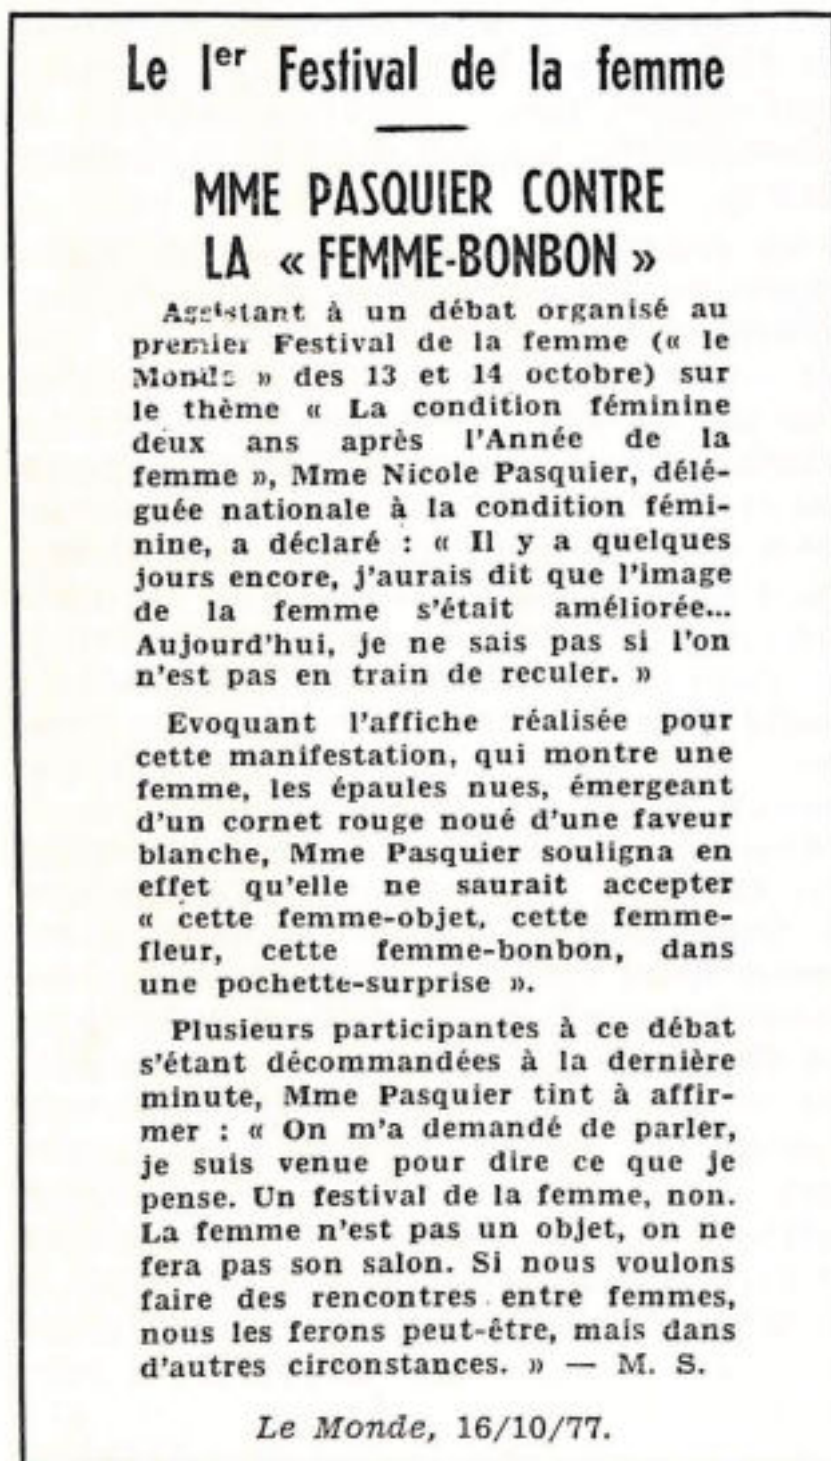 Le 1er Festival de la femme
MME PASQUIER CONTRE
LA « FEMME-BONBON »
Assistant à un débat organisé au
premier Festival de la femme (« le
Monde » des 13 et 14 octobre) sur
le thème « La condition féminine
deux ans après l'Année de la
femme », Mme Nicole Pasquier, délé-
guée nationale à la condition fémi-
nine, a déclaré : « Il y a quelques
jours encore, j'aurais dit que l'image
de la femme s'était améliorée...
Aujourd'hui, je ne sais pas si l'on
n'est pas en train de reculer. »
Evoquant l'affiche réalisée pour
cette manifestation, qui montre une
femme, les épaules nues, émergeant
d'un cornet rouge noué d'une faveur
blanche, Mme Pasquier souligna en
effet qu'elle ne saurait accepter
« cette femme-objet, cette femme-
fleur, cette femme-bonbon, dans
une pochette-surprise ».
Plusieurs participantes à ce débat
s'étant décommandées à la dernière
minute, Mme Pasquier tint à affir-
mer : « On m'a demandé de parler,
je suis venue pour dire ce que je
pense. Un festival de la femme, non.
La femme n'est pas un objet, on ne
fera pas son salon. Si nous voulons
faire des rencontres entre femmes,
nous les ferons peut-être, mais dans
d'autres circonstances. » — M. S.
Le Monde, 16/10/77.